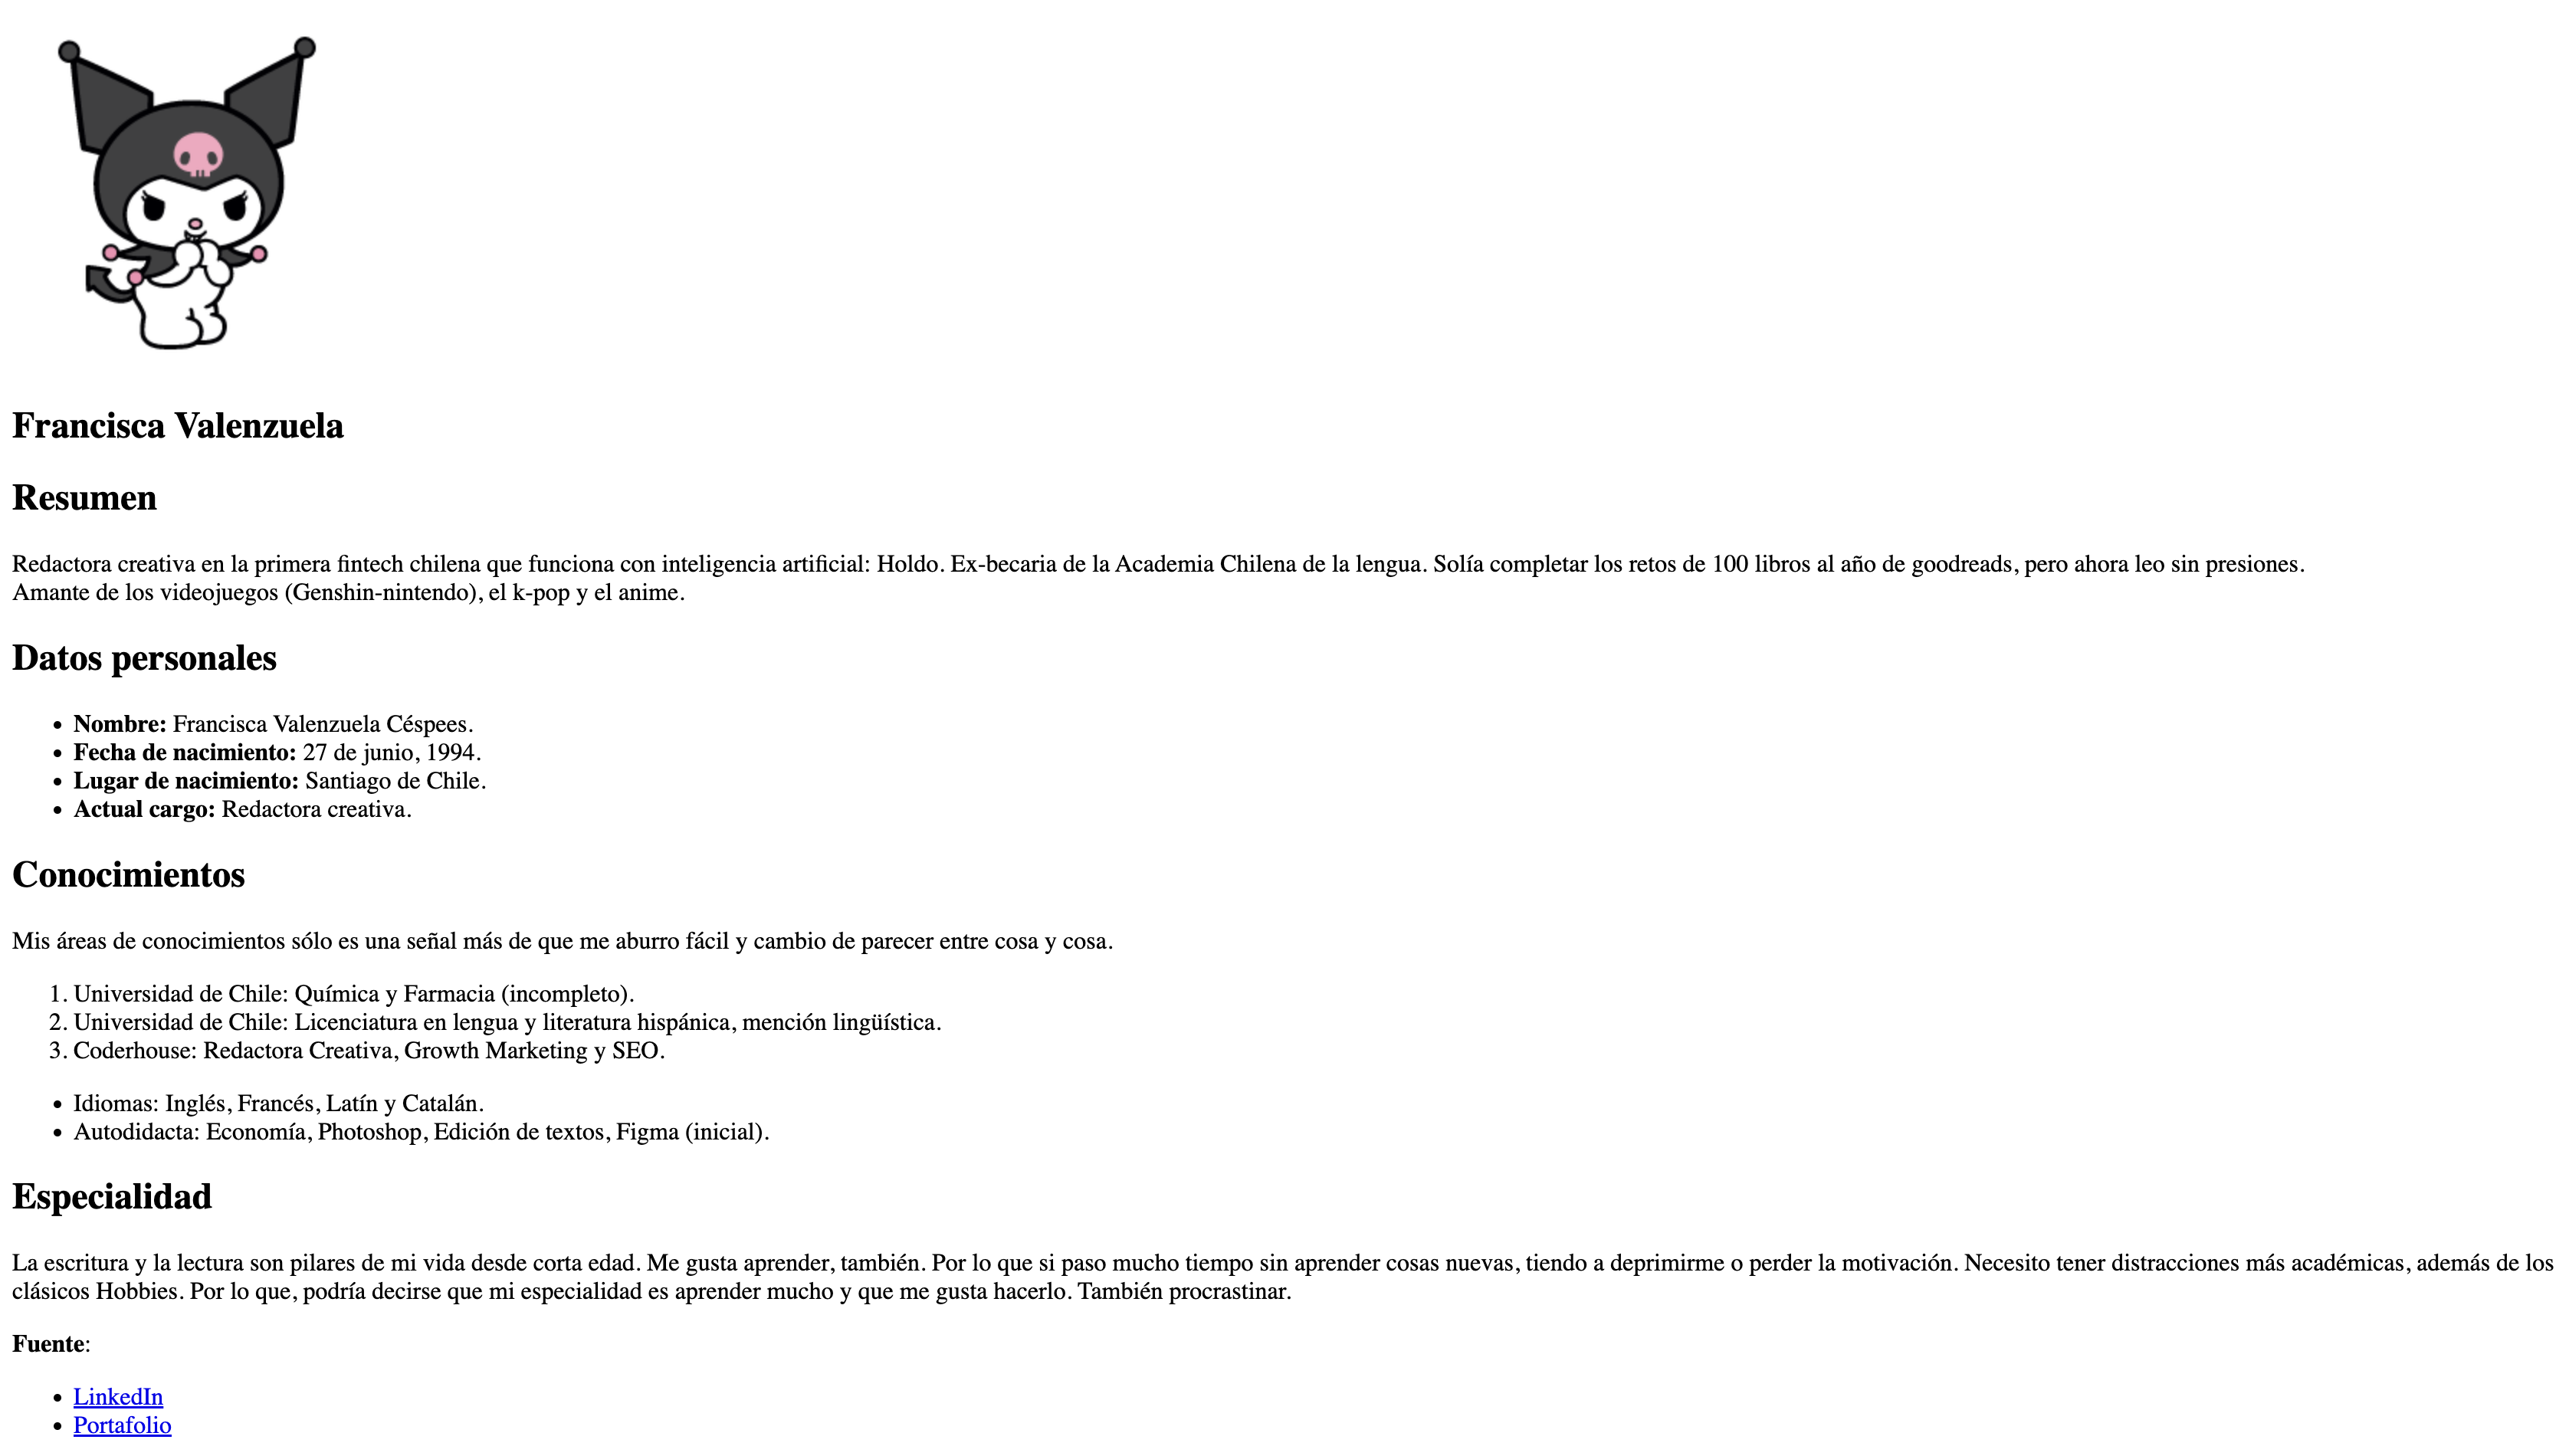 Francisca Valenzuela
Resumen
Redactora creativa en la primera fintech chilena que funciona con inteligencia artificial: Holdo. Ex-becaria de la Academia Chilena de la lengua. Solía completar los retos de 100 libros al año de goodreads, pero ahora leo sin presiones.
Amante de los videojuegos (Genshin-nintendo), el k-pop y el anime.
Datos personales
• Nombre: Francisca Valenzuela Céspees.
• Fecha de nacimiento: 27 de junio, 1994.
• Lugar de nacimiento: Santiago de Chile.
• Actual cargo: Redactora creativa.
Conocimientos
Mis áreas de conocimientos sólo es una señal más de que me aburro fácil y cambio de parecer entre cosa y cosa.
1. Universidad de Chile: Química y Farmacia (incompleto).
2. Universidad de Chile: Licenciatura en lengua y literatura hispánica, mención lingüística.
3. Coderhouse: Redactora Creativa, Growth Marketing y SEO.
• Idiomas: Inglés, Francés, Latín y Catalán.
• Autodidacta: Economía, Photoshop, Edición de textos, Figma (inicial).
Especialidad
La escritura y la lectura son pilares de mi vida desde corta edad. Me gusta aprender, también. Por lo que si paso mucho tiempo sin aprender cosas nuevas, tiendo a deprimirme o perder la motivación. Necesito tener distracciones más académicas, además de los
clásicos Hobbies. Por lo que, podría decirse que mi especialidad es aprender mucho y que me gusta hacerlo. También procrastinar.
Fuente:
• LinkedIn
• Portafolio